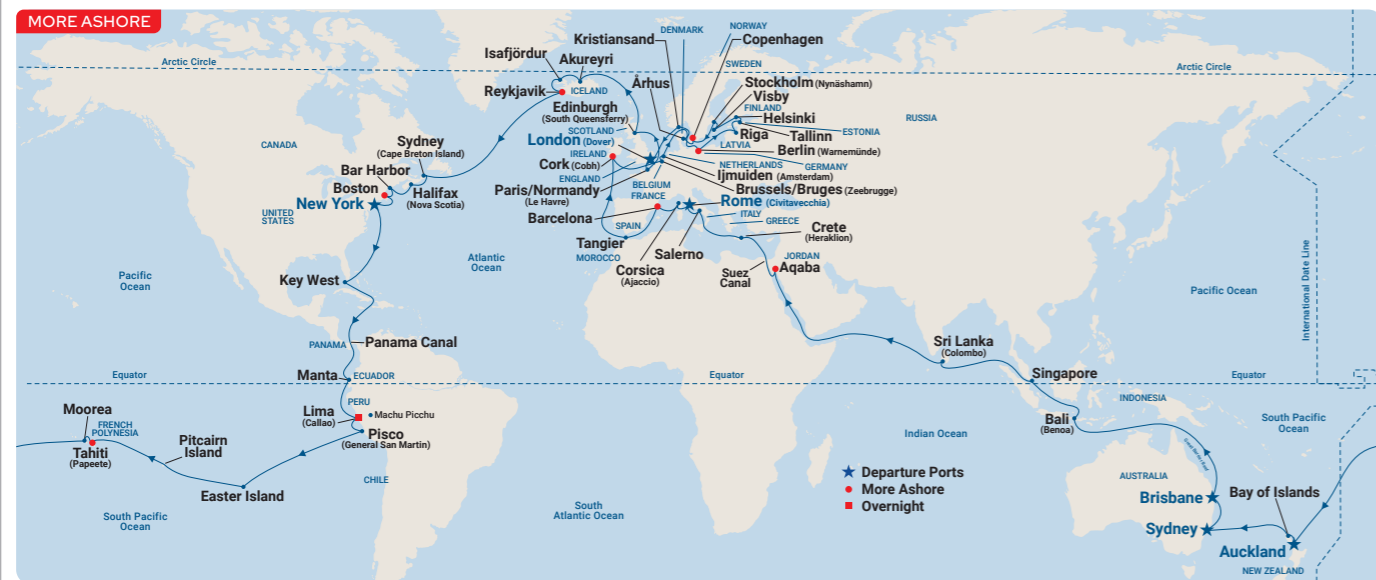 MORE ASHORE
Arctic Circle
Arctic Circle
Isafjördur
Akureyri
Reykjavik
ICELAND
Kristiansand
DENMARK
NORWAY
Copenhagen
SWEDEN
Århus
Stockholm (Nynäshamn)
Visby
FINLAND
Helsinki
Tallinn
ESTONIA
Riga
LATVIA
RUSSIA
Edinburgh
(South Queensferry)
SCOTLAND
London (Dover)
IRELAND
Cork (Cobh)
ENGLAND
Berlin (Warnemünde)
NETHERLANDS
GERMANY
Ijmuiden (Amsterdam)
Brussels/Bruges (Zeebrugge)
BELGIUM
FRANCE
Paris/Normandy
(Le Havre)
Rome (Civitavecchia)
ITALY
GREECE
Barcelona
SPAIN
Tangier
MOROCCO
Corsica
(Ajaccio)
Salerno
Crete
(Heraklion)
JORDAN
Aqaba
Suez
Canal
CANADA
Sydney
(Cape Breton Island)
Bar Harbor
Boston
Halifax
(Nova Scotia)
New York
UNITED
STATES
Pacific
Ocean
Atlantic
Ocean
Pacific Ocean
International Date Line
Key West
PANAMA
Panama Canal
Equator
Equator
Equator
Manta
ECUADOR
PERU
Lima
(Callao)
Machu Picchu
Pisco
(General San Martin)
Moorea
FRENCH
POLYNESIA
Tahiti
(Papeete)
Pitcairn
Island
Easter Island
CHILE
South Pacific
Ocean
South
Atlantic Ocean
Sri Lanka
(Colombo)
Singapore
INDONESIA
Bali
(Benoa)
Indian Ocean
South Pacific
Ocean
Great Barrier Reef
AUSTRALIA
Brisbane
Sydney
Bay of Islands
Auckland
NEW ZEALAND
Departure Ports
More Ashore
Overnight